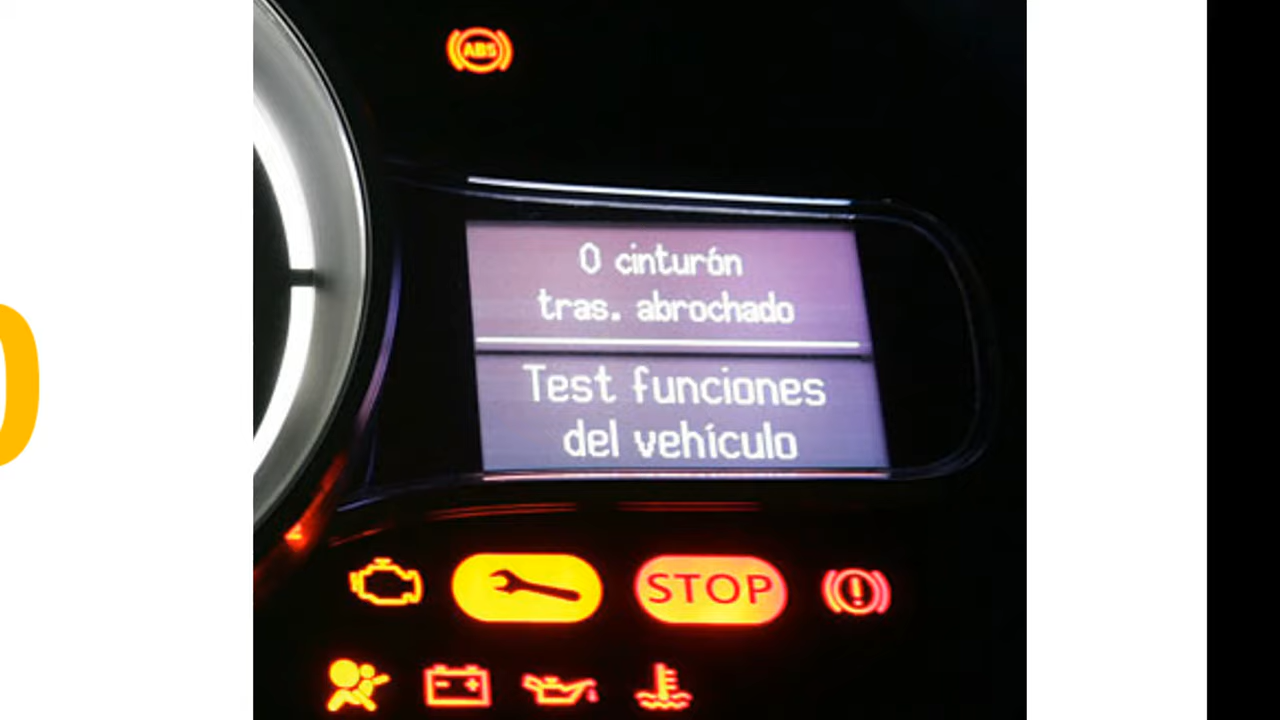 ABS
0 cinturón
tras. abrochado
Test funciones
del vehículo
STOP